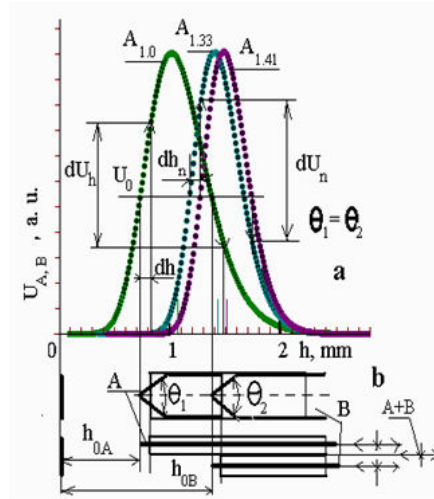 A1.0
A1.33
A1.41
dUh
U0
dhn
dUn
θ1 = θ2
UA, B , a. u.
dh
a
0
1
2
h, mm
b
A
θ1
θ2
B
A+B
h0A
h0B